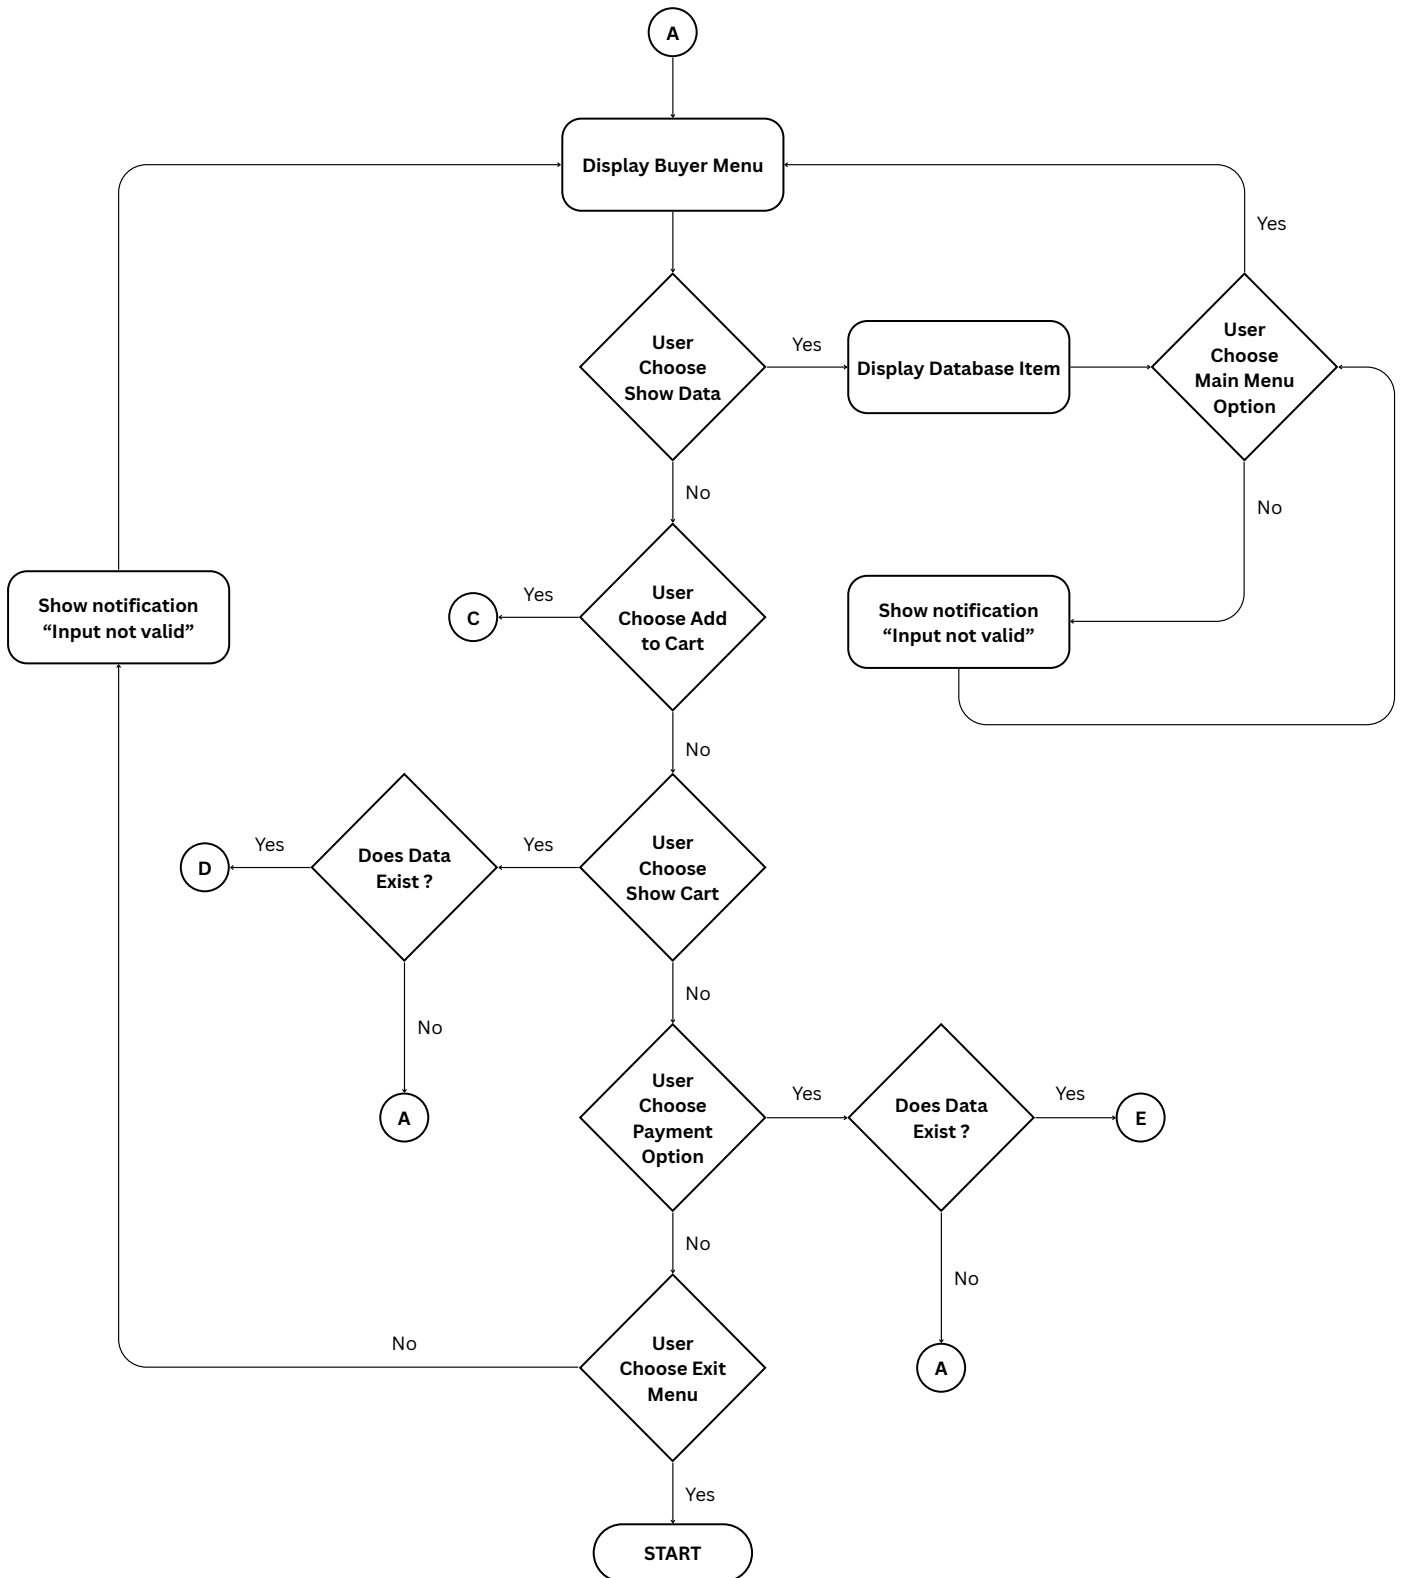 A
Display Buyer Menu
Yes
User
Choose
Show Data
Yes
Display Database Item
User
Choose
Main Menu
Option
No
No
Show notification
“Input not valid”
C
Yes
User
Choose Add
to Cart
Show notification
“Input not valid”
No
D
Yes
Does Data
Exist ?
Yes
User
Choose
Show Cart
No
No
A
User
Choose
Payment
Option
Yes
Does Data
Exist ?
Yes
E
No
No
A
No
User
Choose Exit
Menu
Yes
START